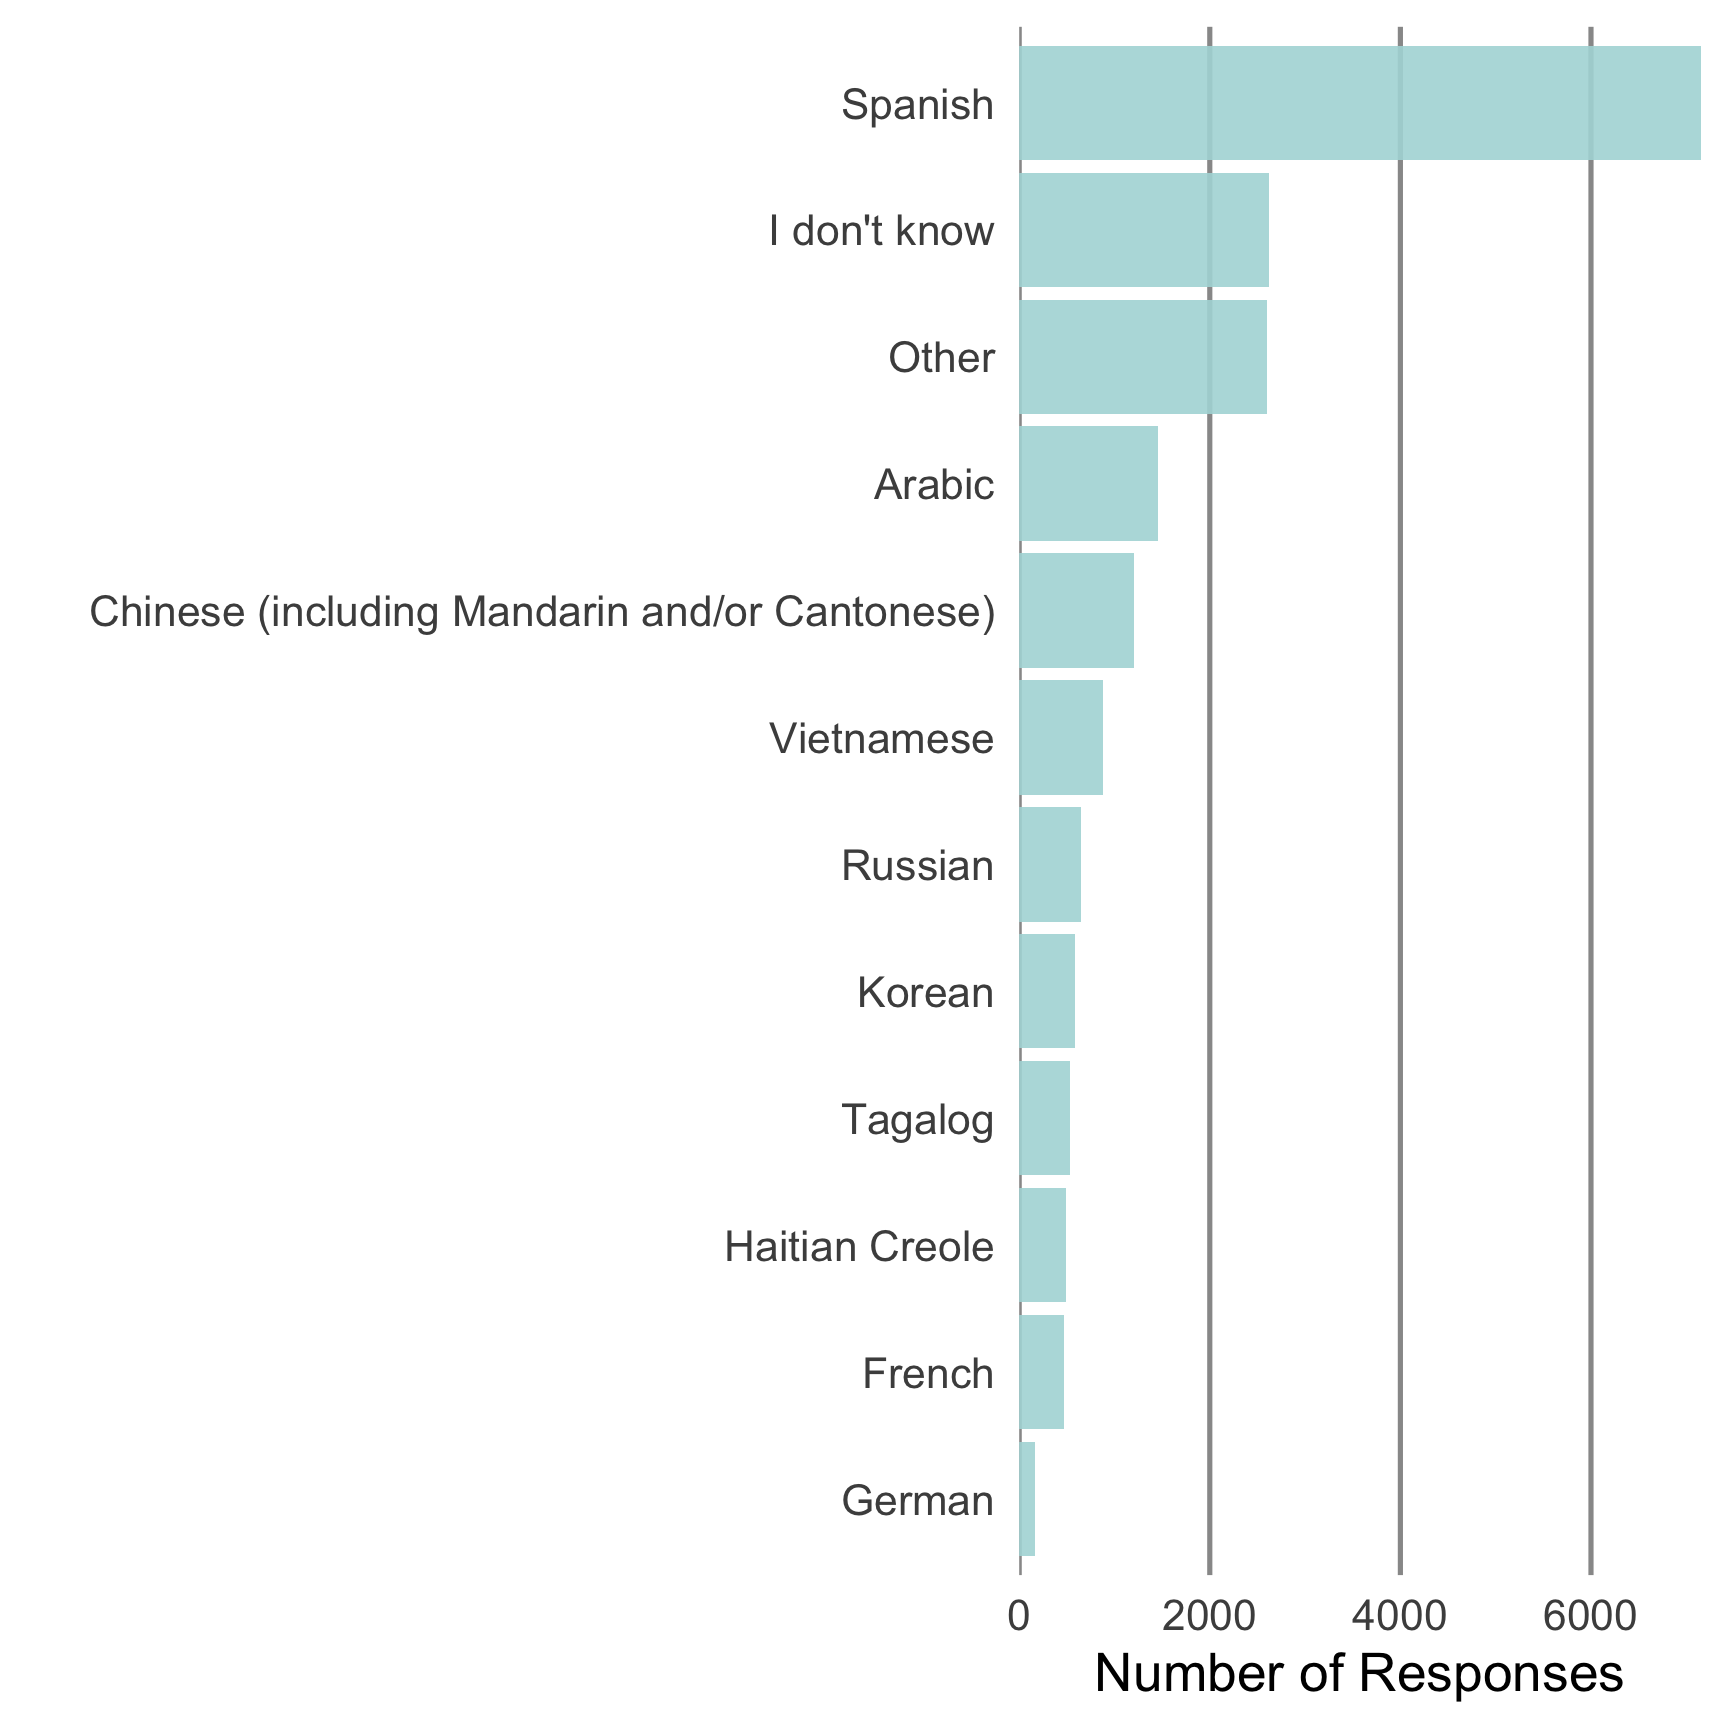 Spanish
I don't know
Other
Arabic
Chinese (including Mandarin and/or Cantonese)
Vietnamese
Russian
Korean
Tagalog
Haitian Creole
French
German
0 2000 4000 6000
Number of Responses